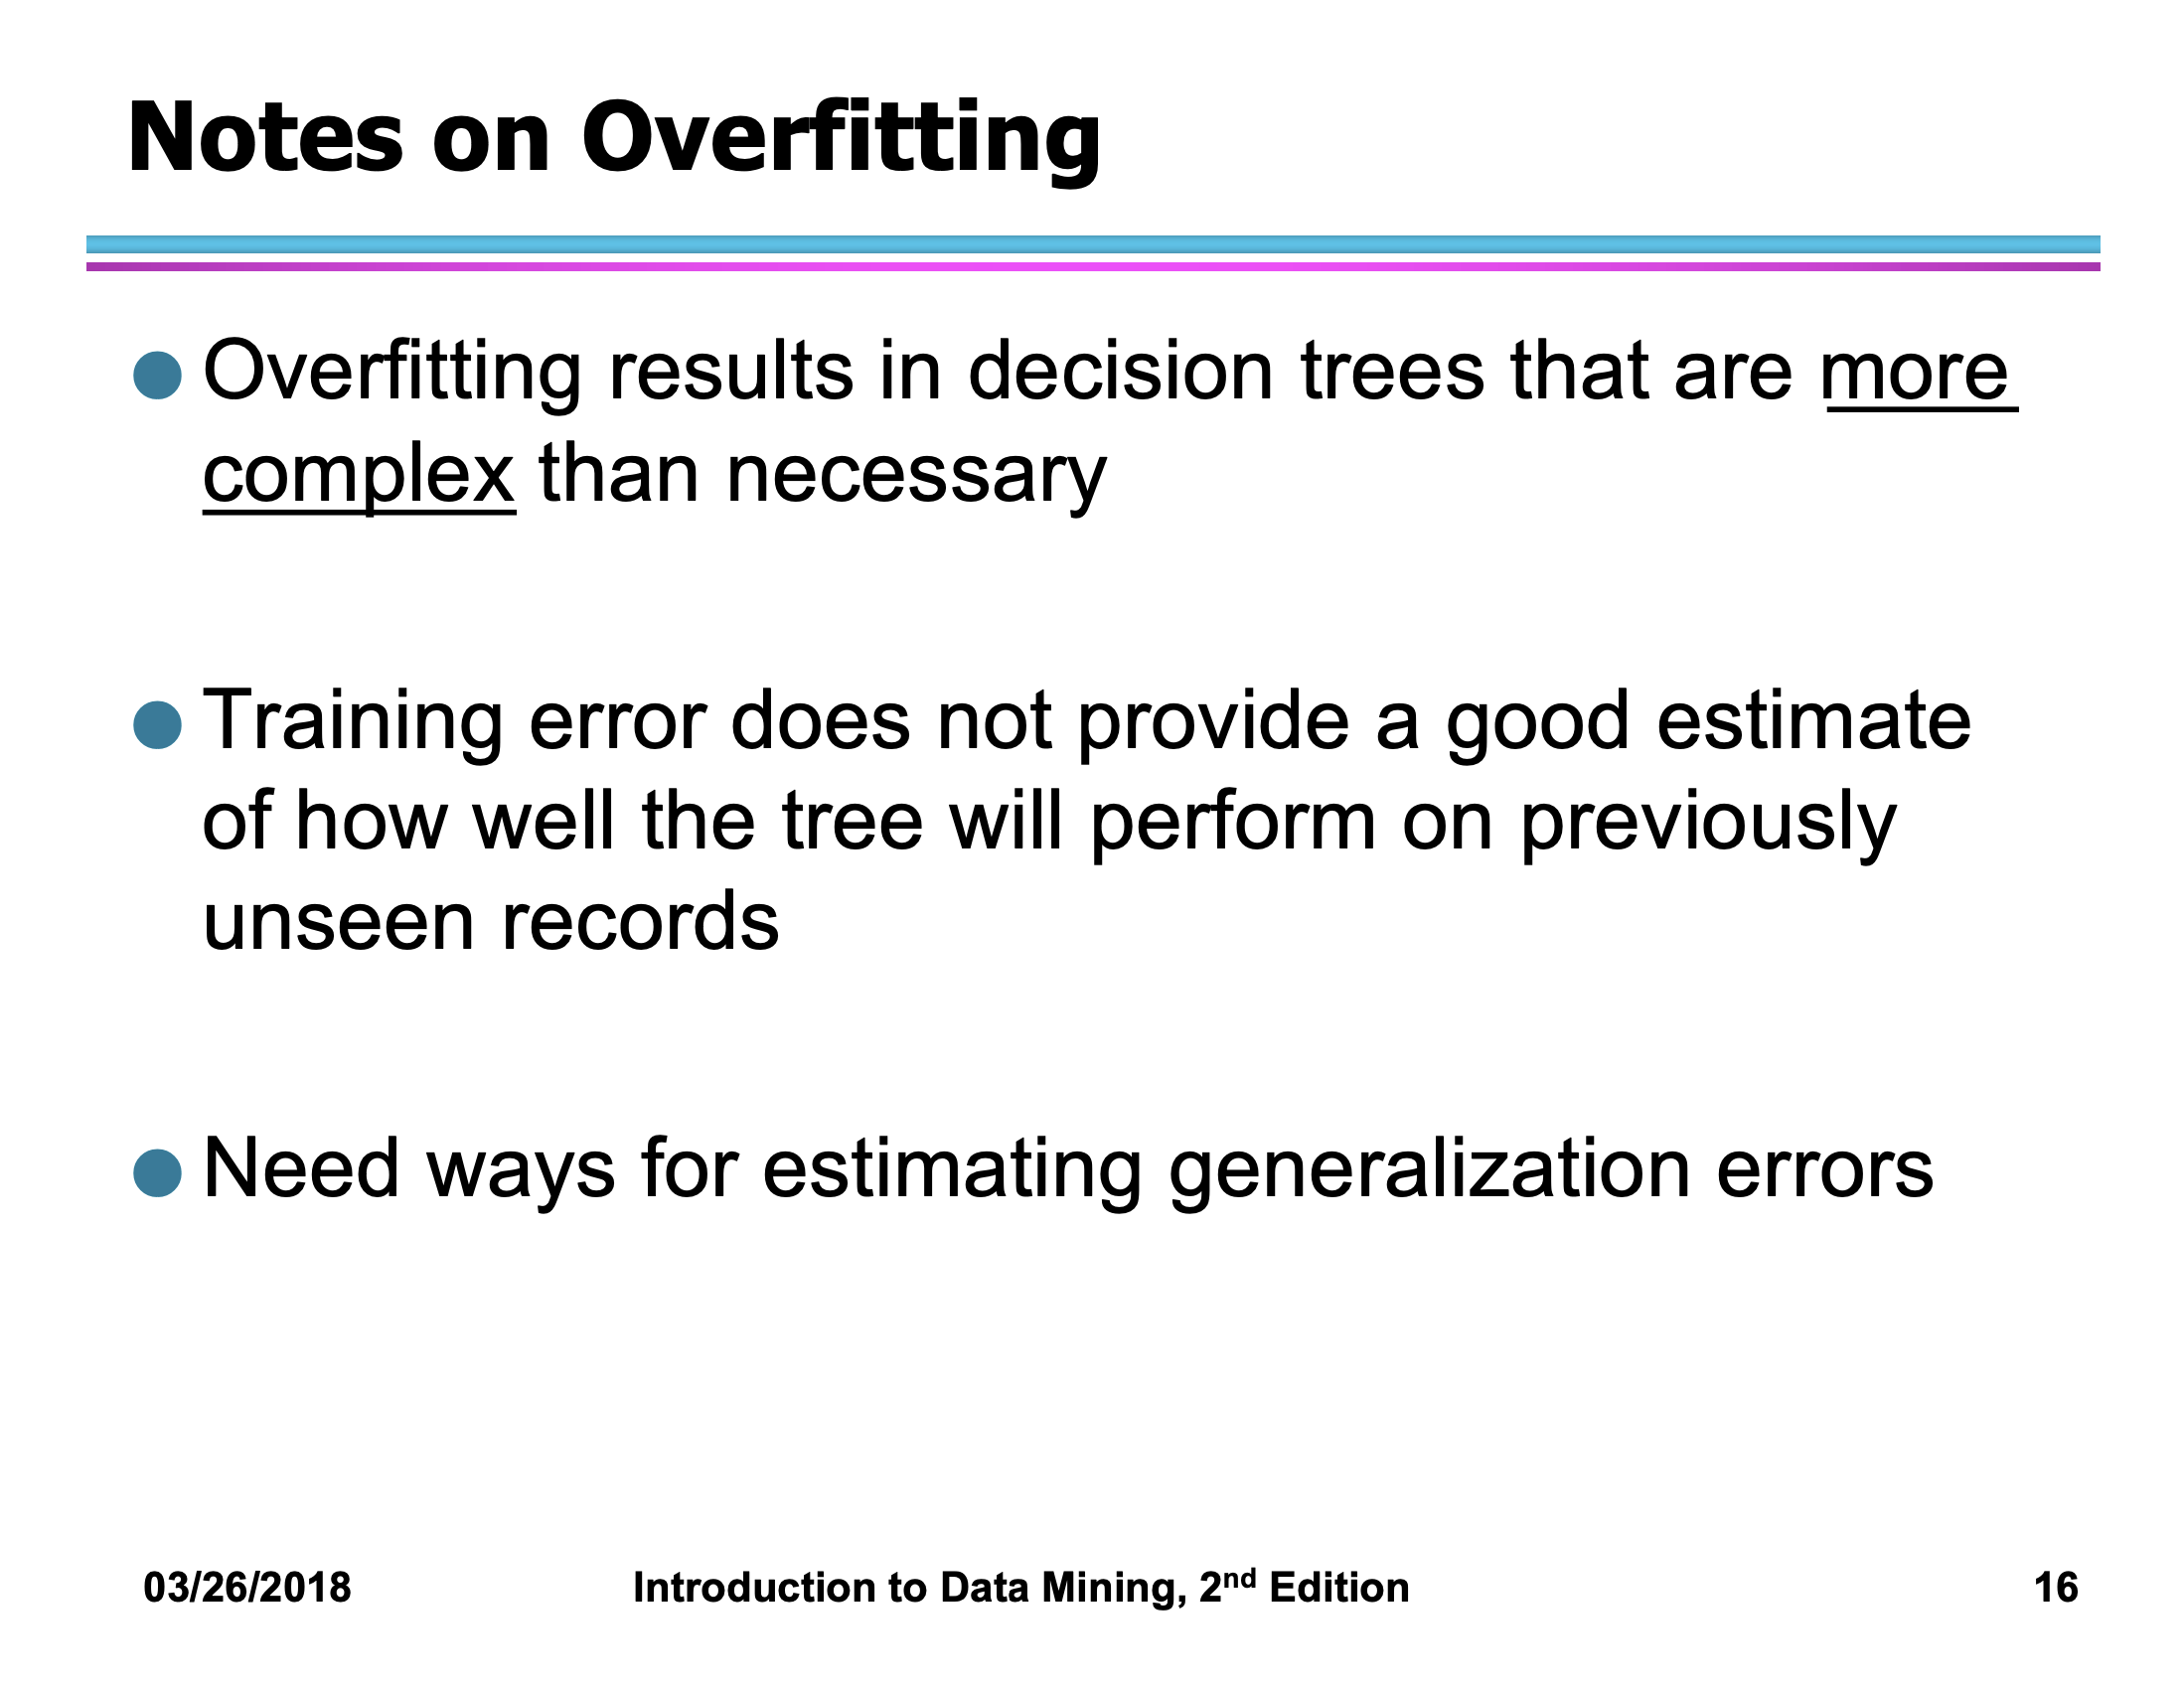 Notes on Overfitting
● Overfitting results in decision trees that are more
complex than necessary
● Training error does not provide a good estimate
of how well the tree will perform on previously
unseen records
● Need ways for estimating generalization errors
03/26/2018 Introduction to Data Mining, 2nd Edition 16